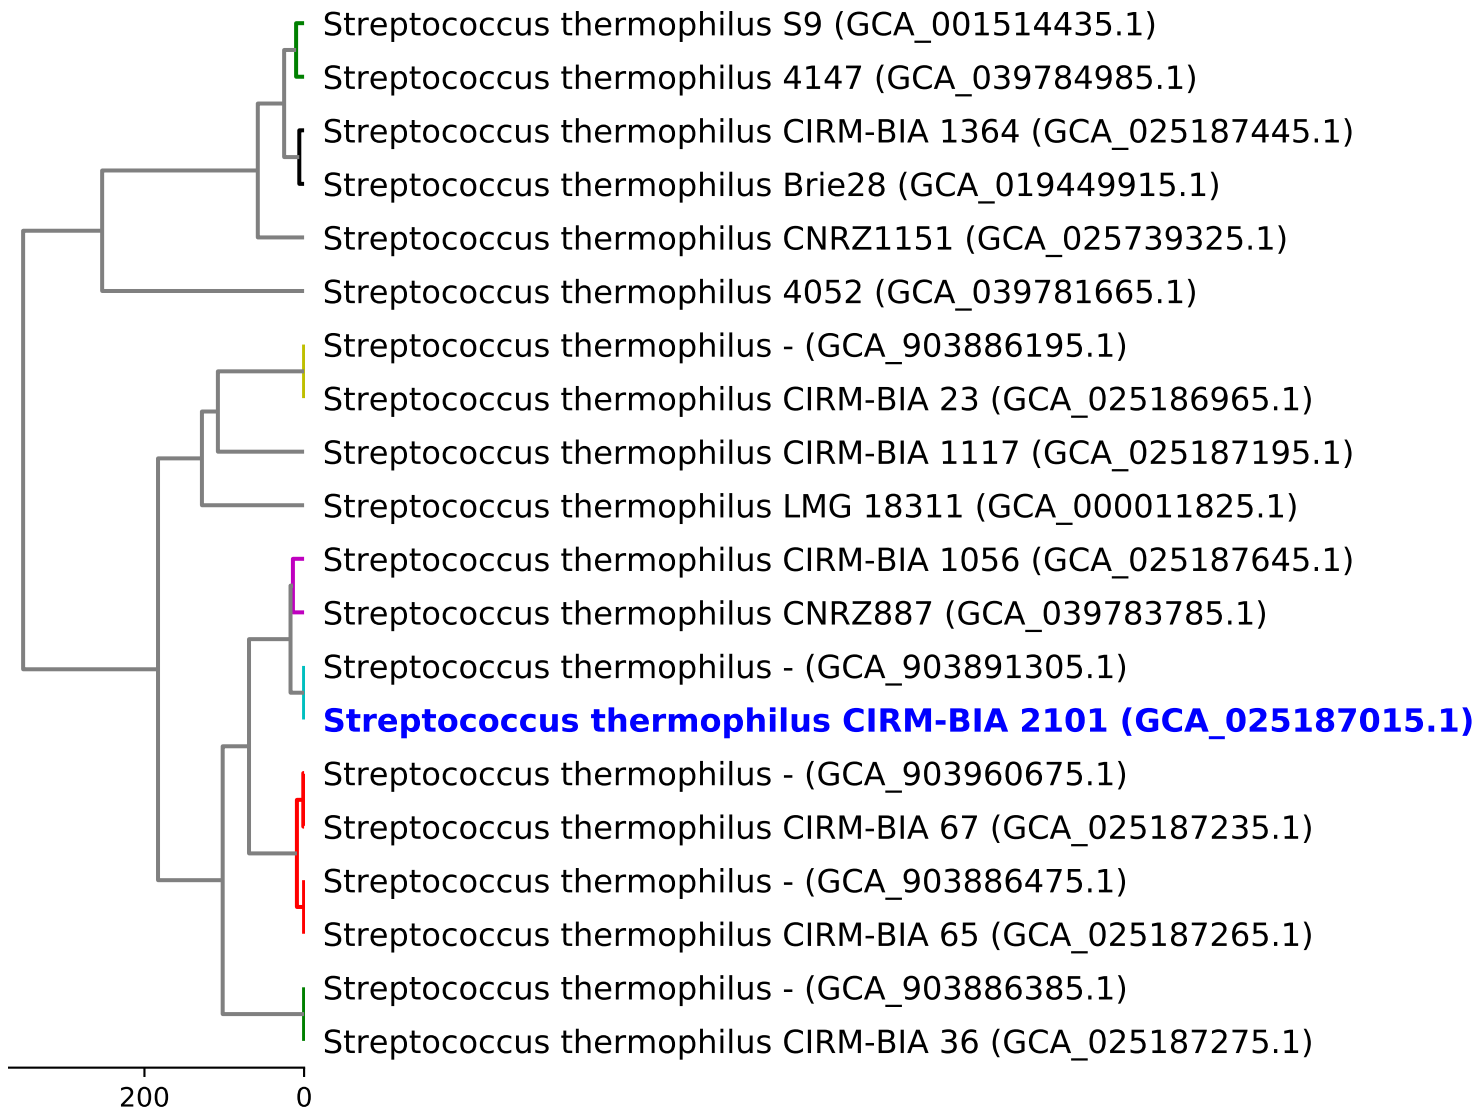 Streptococcus thermophilus S9 (GCA_001514435.1)
Streptococcus thermophilus 4147 (GCA_039784985.1)
Streptococcus thermophilus CIRM-BIA 1364 (GCA_025187445.1)
Streptococcus thermophilus Brie28 (GCA_019449915.1)
Streptococcus thermophilus CNRZ1151 (GCA_025739325.1)
Streptococcus thermophilus 4052 (GCA_039781665.1)
Streptococcus thermophilus - (GCA_903886195.1)
Streptococcus thermophilus CIRM-BIA 23 (GCA_025186965.1)
Streptococcus thermophilus CIRM-BIA 1117 (GCA_025187195.1)
Streptococcus thermophilus LMG 18311 (GCA_000011825.1)
Streptococcus thermophilus CIRM-BIA 1056 (GCA_025187645.1)
Streptococcus thermophilus CNRZ887 (GCA_039783785.1)
Streptococcus thermophilus - (GCA_903891305.1)
Streptococcus thermophilus CIRM-BIA 2101 (GCA_025187015.1)
Streptococcus thermophilus - (GCA_903960675.1)
Streptococcus thermophilus CIRM-BIA 67 (GCA_025187235.1)
Streptococcus thermophilus - (GCA_903886475.1)
Streptococcus thermophilus CIRM-BIA 65 (GCA_025187265.1)
Streptococcus thermophilus - (GCA_903886385.1)
Streptococcus thermophilus CIRM-BIA 36 (GCA_025187275.1)
200 0